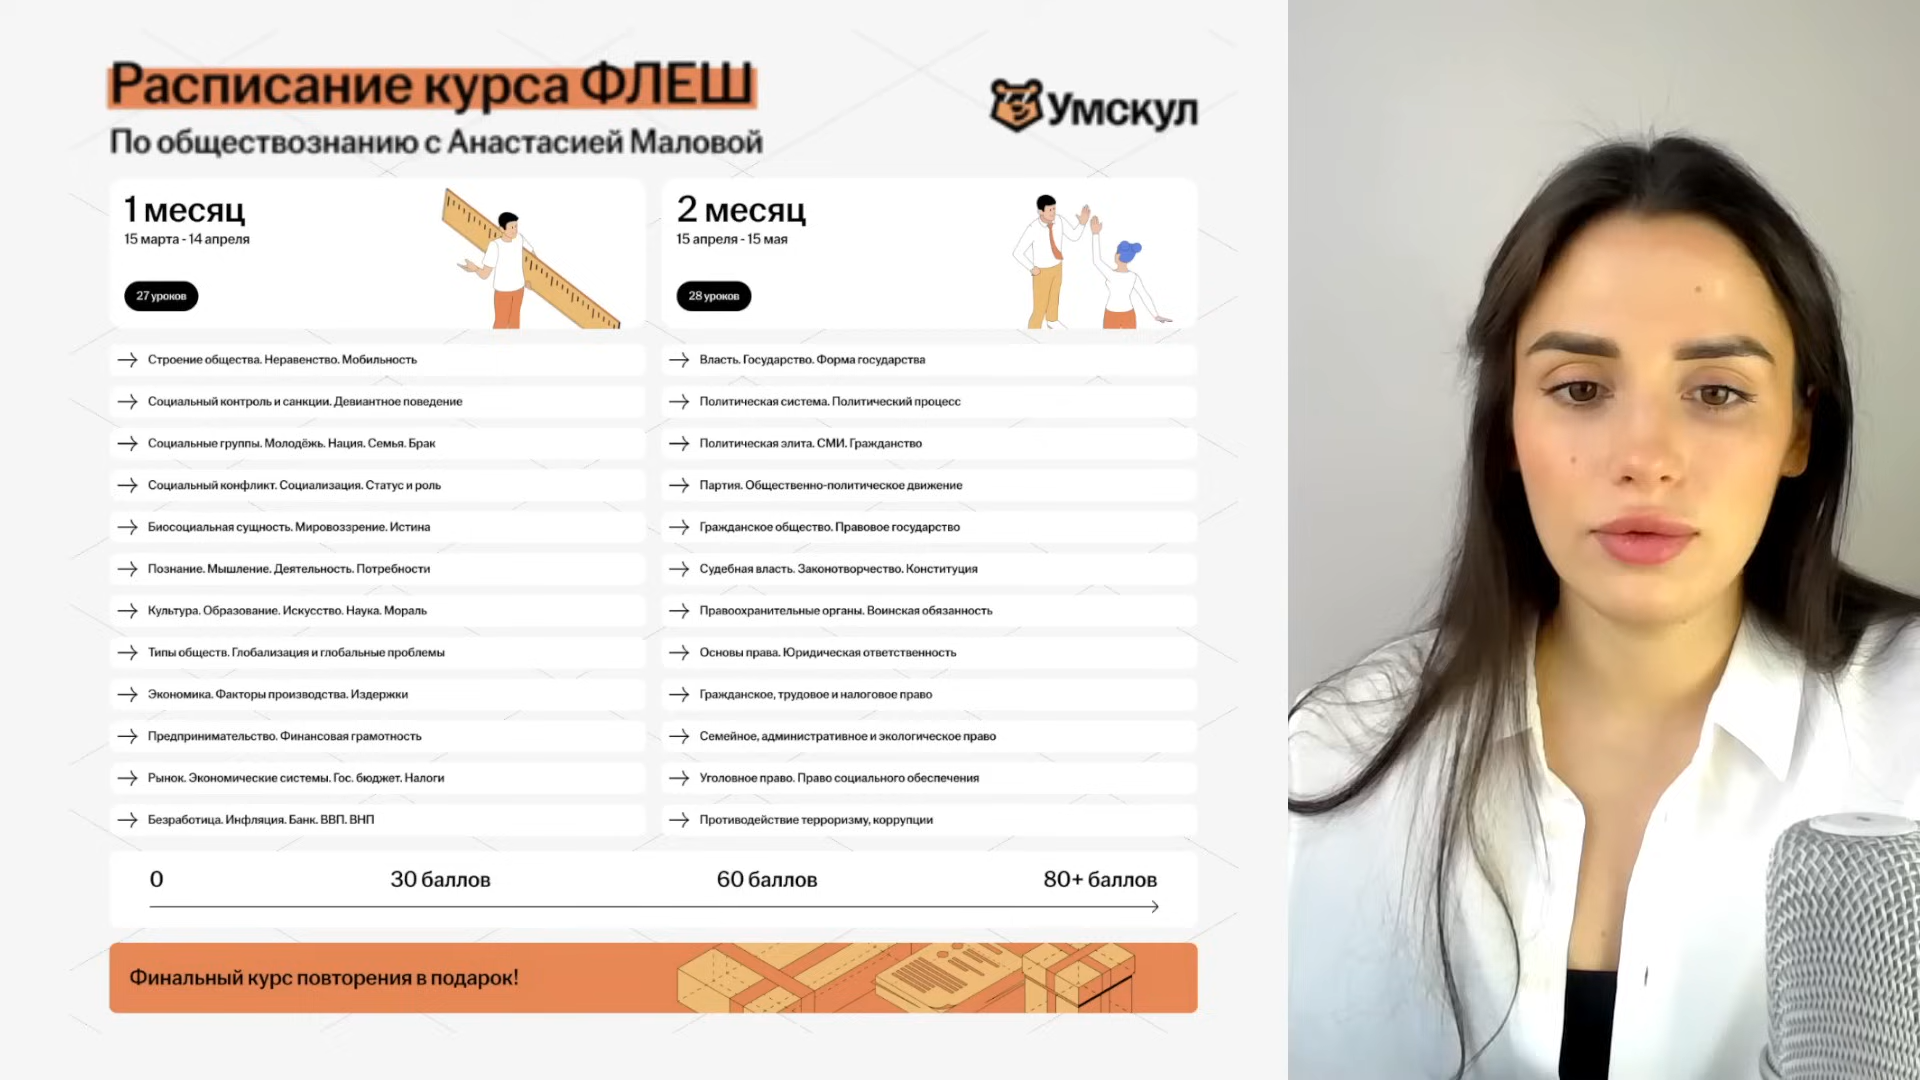 Расписание курса ФЛЕШ
По обществознанию с Анастасией Маловой
Умскул
1 месяц
15 марта - 14 апреля
27 уроков
Строение общества. Неравенство. Мобильность
Социальный контроль и санкции. Девиантное поведение
Социальные группы. Молодёжь. Нация. Семья. Брак
Социальный конфликт. Социализация. Статус и роль
Биосоциальная сущность. Мировоззрение. Истина
Познание. Мышление. Деятельность. Потребности
Культура. Образование. Искусство. Наука. Мораль
Типы обществ. Глобализация и глобальные проблемы
Экономика. Факторы производства. Издержки
Предпринимательство. Финансовая грамотность
Рынок. Экономические системы. Гос. бюджет. Налоги
Безработица. Инфляция. Банк. ВВП. ВНП
2 месяц
15 апреля - 15 мая
28 уроков
Власть. Государство. Форма государства
Политическая система. Политический процесс
Политическая элита. СМИ. Гражданство
Партия. Общественно-политическое движение
Гражданское общество. Правовое государство
Судебная власть. Законотворчество. Конституция
Правоохранительные органы. Воинская обязанность
Основы права. Юридическая ответственность
Гражданское, трудовое и налоговое право
Семейное, административное и экологическое право
Уголовное право. Право социального обеспечения
Противодействие терроризму, коррупции
0 30 баллов 60 баллов 80+ баллов
Финальный курс повторения в подарок!